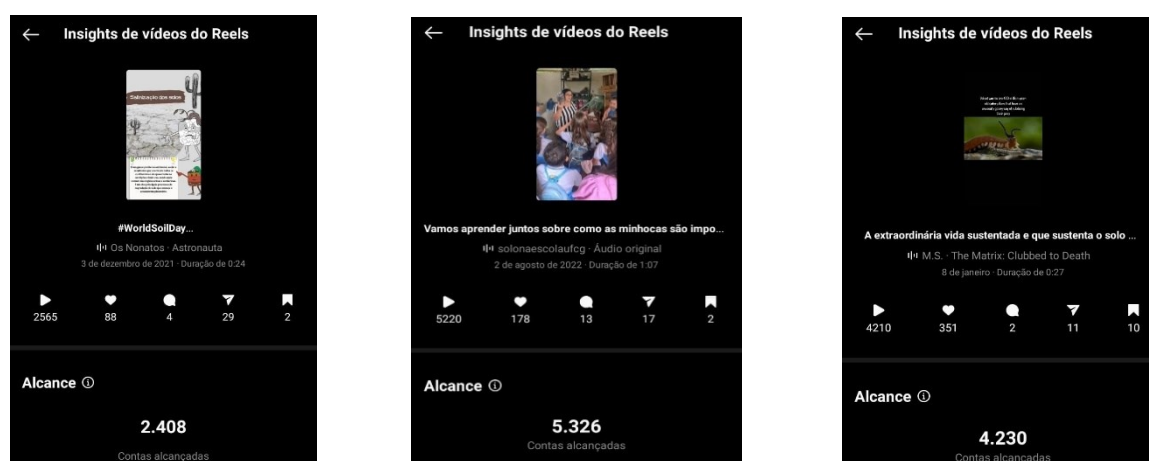 Insights de vídeos do Reels
Salinização dos solos
#WorldSoilDay...
Os Nonatos · Astronauta
3 de dezembro de 2021 · Duração de 0:24
2565 88 4 29 2
Alcance
2.408
Contas alcançadas
Insights de vídeos do Reels
Vamos aprender juntos sobre como as minhocas são impo...
solonaescolaufcg · Áudio original
2 de agosto de 2022 · Duração de 1:07
5220 178 13 17 2
Alcance
5.326
Contas alcançadas
Insights de vídeos do Reels
A extraordinária vida sustentada e que sustenta o solo ...
M.S. · The Matrix: Clubbed to Death
8 de janeiro · Duração de 0:27
4210 351 2 11 10
Alcance
4.230
Contas alcançadas